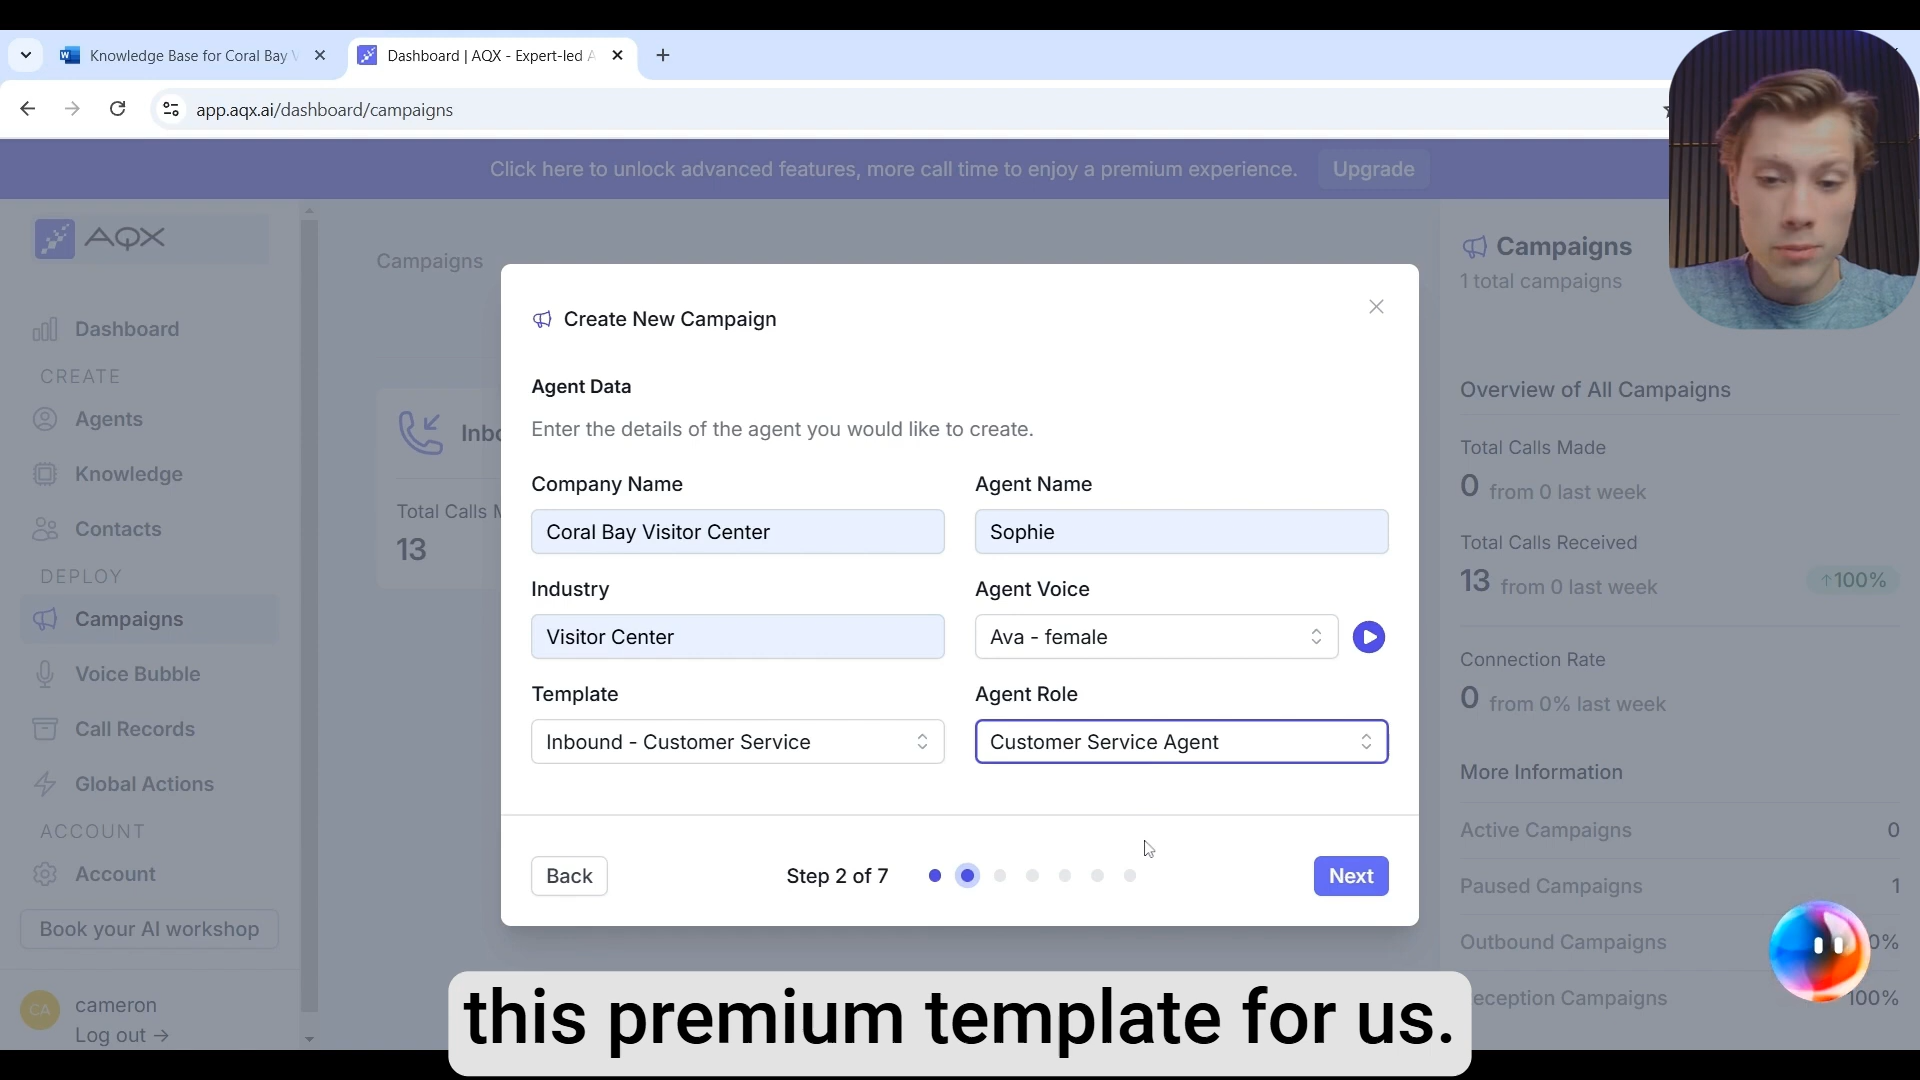 Knowledge Base for Coral Bay V
Dashboard | AQX - Expert-led A
app.aqx.ai/dashboard/campaigns
Click here to unlock advanced features, more call time to enjoy a premium experience.
Upgrade
AQX
Dashboard
CREATE
Agents
Knowledge
Contacts
DEPLOY
Campaigns
Voice Bubble
Call Records
Global Actions
ACCOUNT
Account
Book your AI workshop
CA
cameron
Log out →
Campaigns
Inbo
Total Calls M
13
Create New Campaign
Agent Data
Enter the details of the agent you would like to create.
Company Name
Agent Name
Coral Bay Visitor Center
Sophie
Industry
Agent Voice
Visitor Center
Ava - female
Template
Agent Role
Inbound - Customer Service
Customer Service Agent
Back
Step 2 of 7
Next
Campaigns
1 total campaigns
Overview of All Campaigns
Total Calls Made
0 from 0 last week
Total Calls Received
13 from 0 last week
↑100%
Connection Rate
0 from 0% last week
More Information
Active Campaigns 0
Paused Campaigns 1
Outbound Campaigns 0%
eception Campaigns 100%
this premium template for us.